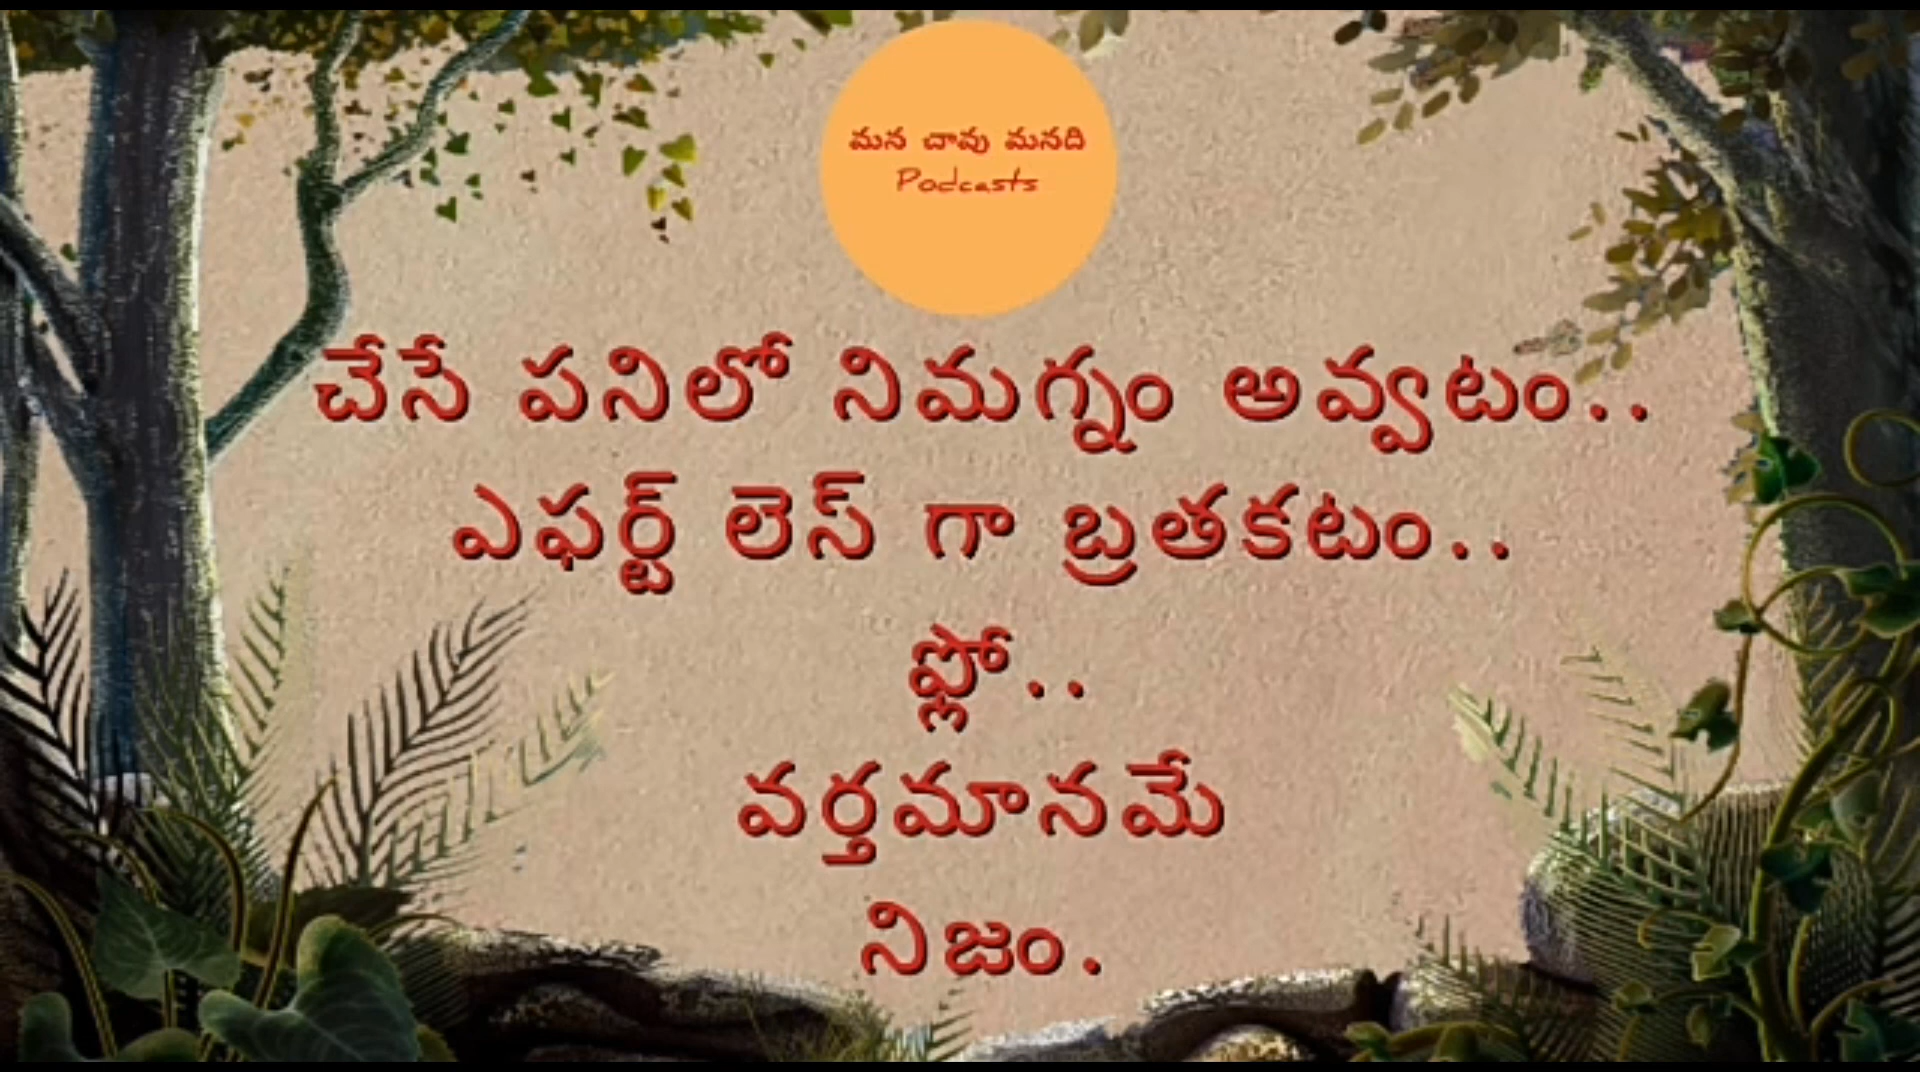 మన చావు మనది
Podcasts
చేసే పనిలో నిమగ్నం అవ్వటం..
ఎఫర్ట్ లెస్ గా బ్రతకటం..
ఫ్లో..
వర్తమానమే
నిజం.